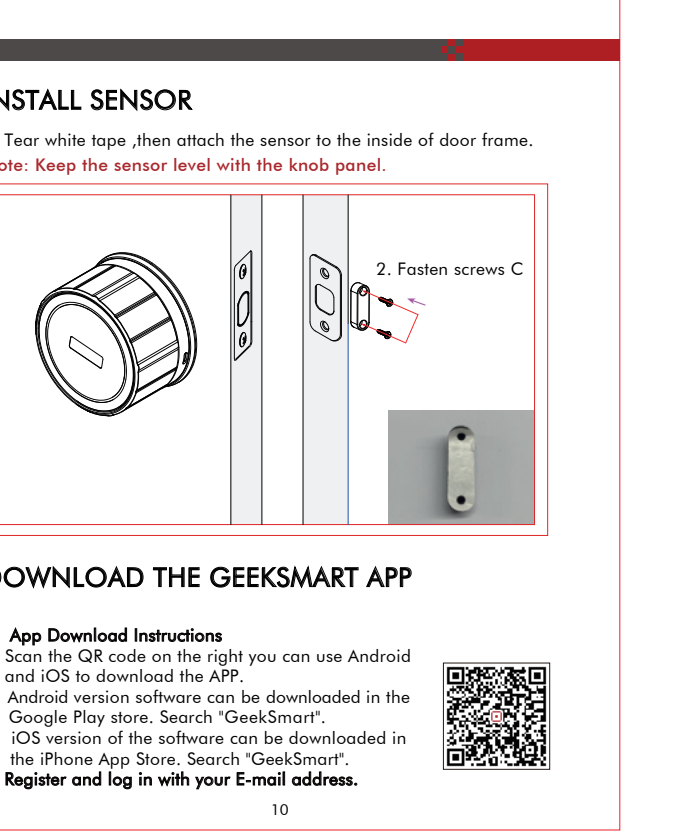 NSTALL SENSOR
Tear white tape ,then attach the sensor to the inside of door frame.
ote: Keep the sensor level with the knob panel.
2. Fasten screws C
DOWNLOAD THE GEEKSMART APP
App Download Instructions
Scan the QR code on the right you can use Android
and iOS to download the APP.
Android version software can be downloaded in the
Google Play store. Search "GeekSmart".
iOS version of the software can be downloaded in
the iPhone App Store. Search "GeekSmart".
Register and log in with your E-mail address.
10